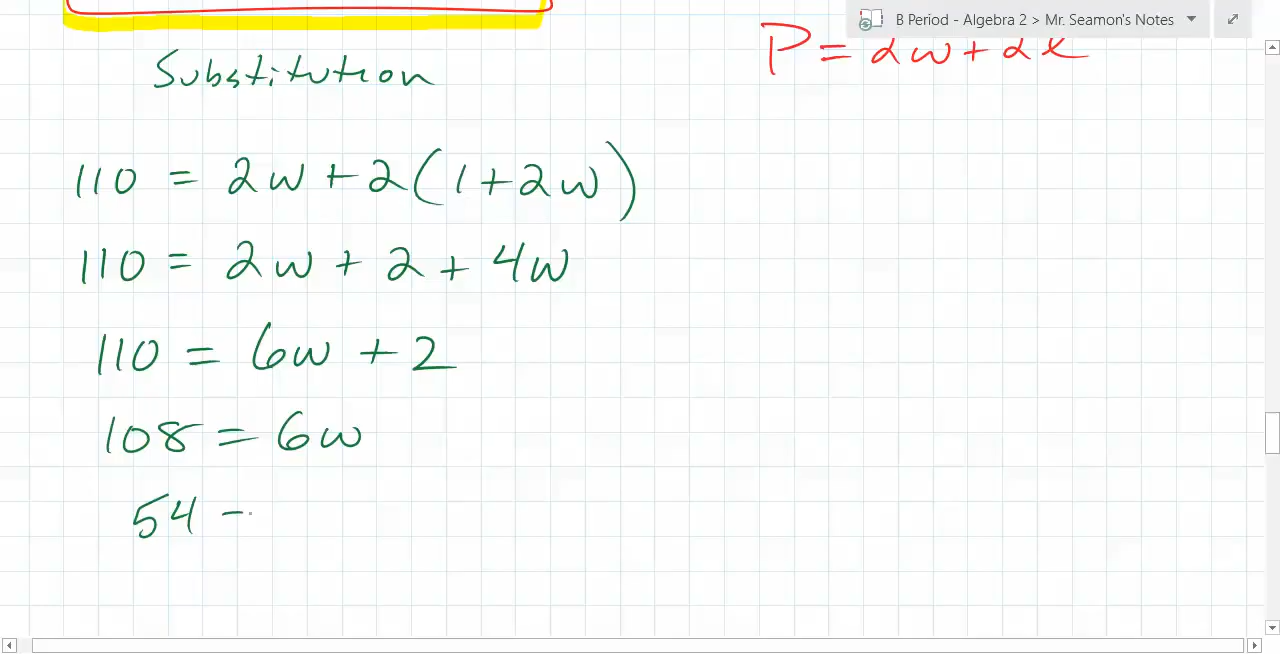 B Period - Algebra 2 > Mr. Seamon's Notes
P = 2w + 2l
Substitution
110 = 2w + 2(1 + 2w)
110 = 2w + 2 + 4w
110 = 6w + 2
108 = 6w
54 -